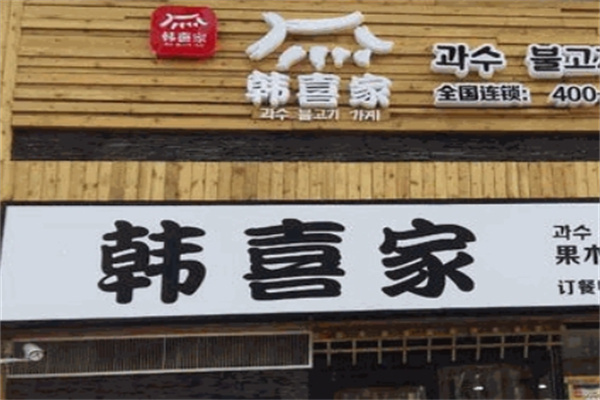 韩喜家
韩喜家
과수 불고기 가게
과수 불고
全国连锁: 400-
韩喜家
과수
果木
订餐